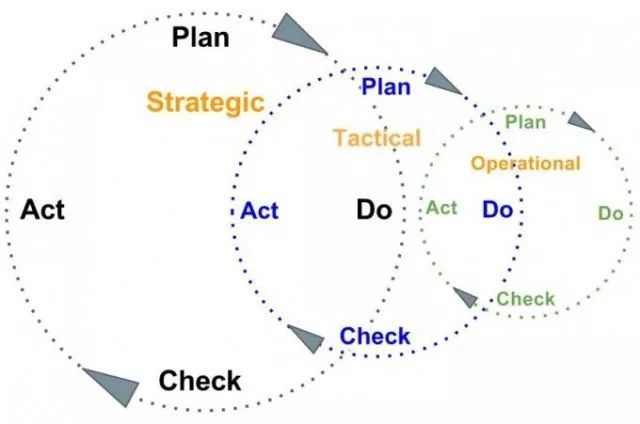 Plan
Strategic
Act
Do
Check
Plan
Tactical
Act
Do
Check
Plan
Operational
Act
Do
Check